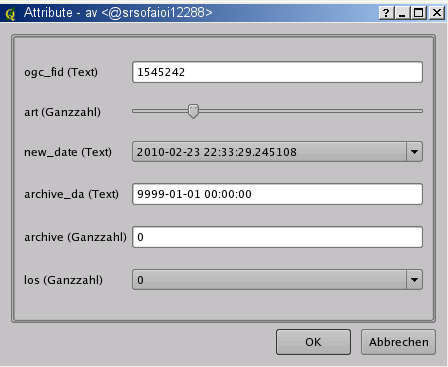 Attribute - av <@srsofaioi12288>
ogc_fid (Text) 1545242
art (Ganzzahl)
new_date (Text) 2010-02-23 22:33:29.245108
archive_da (Text) 9999-01-01 00:00:00
archive (Ganzzahl) 0
los (Ganzzahl) 0
OK Abbrechen